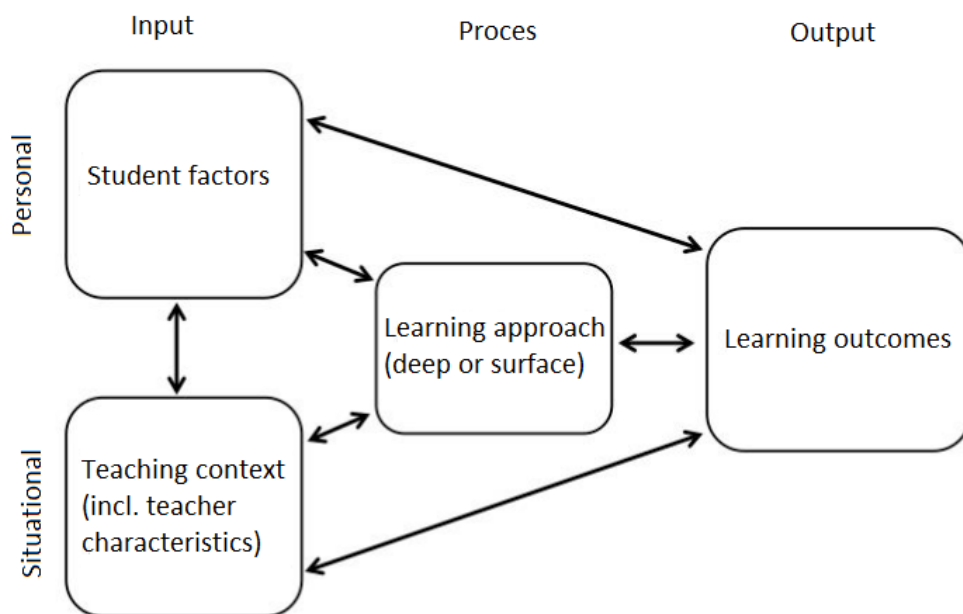 Input
Proces
Output
Personal
Student factors
Learning approach
(deep or surface)
Learning outcomes
Situational
Teaching context
(incl. teacher
characteristics)